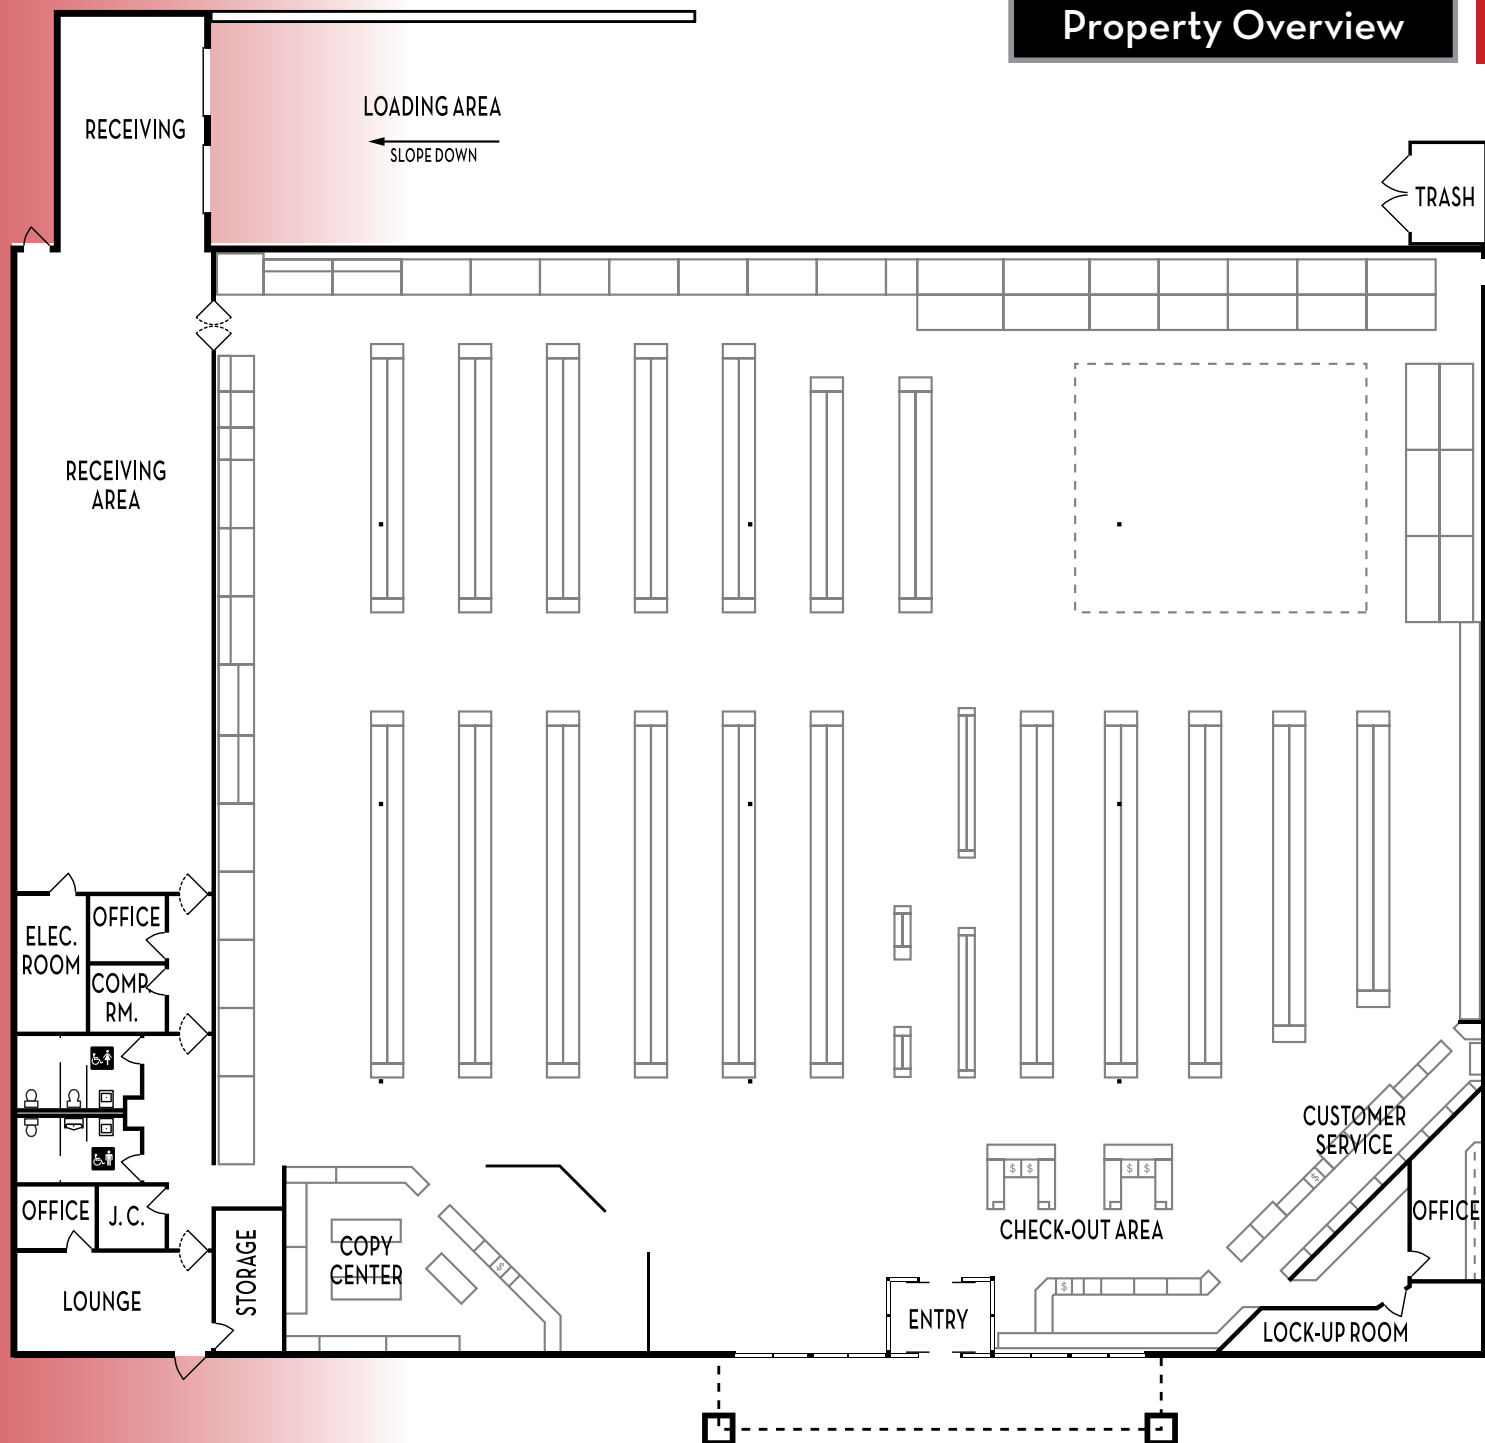 Property Overview
LOADING AREA
RECEIVING
SLOPE DOWN
TRASH
RECEIVING
AREA
OFFICE
ELEC.
ROOM
COMP.
RM.
CUSTOMER
SERVICE
$ $
$ $
$
OFFICE
J. C.
OFFICE
CHECK-OUT AREA
STORAGE
COPY
CENTER
$
$
LOUNGE
ENTRY
LOCK-UP ROOM